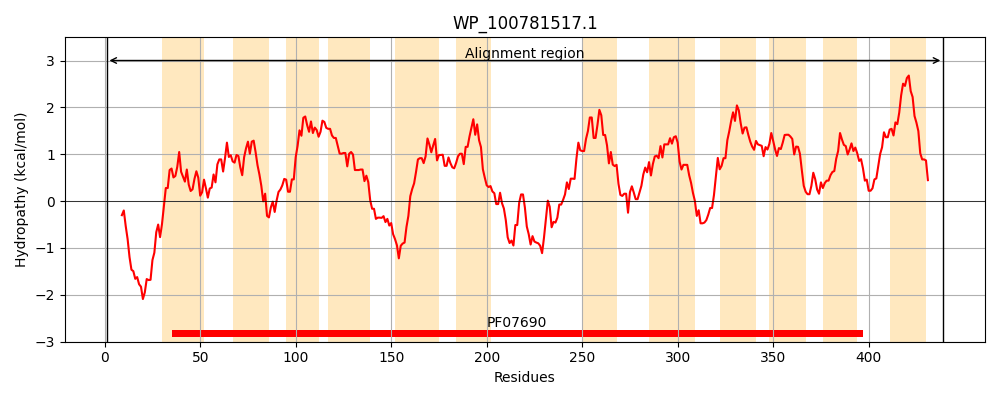 WP_100781517.1
Alignment region
3
2
1
0
−1
−2
−3
Hydropathy (kcal/mol)
PF07690
0 50 100 150 200 250 300 350 400
Residues